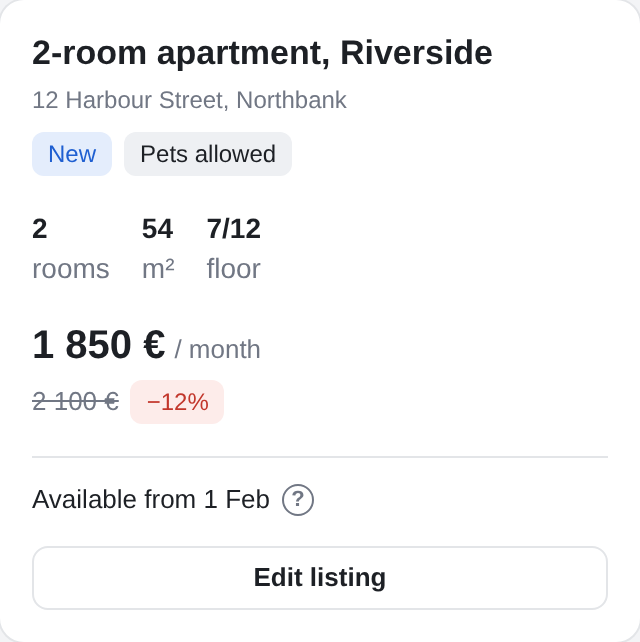 2-room apartment, Riverside
12 Harbour Street, Northbank
New Pets allowed
2 54 7/12
rooms m² floor
1 850 € / month
2 100 € −12%
Available from 1 Feb ?
Edit listing